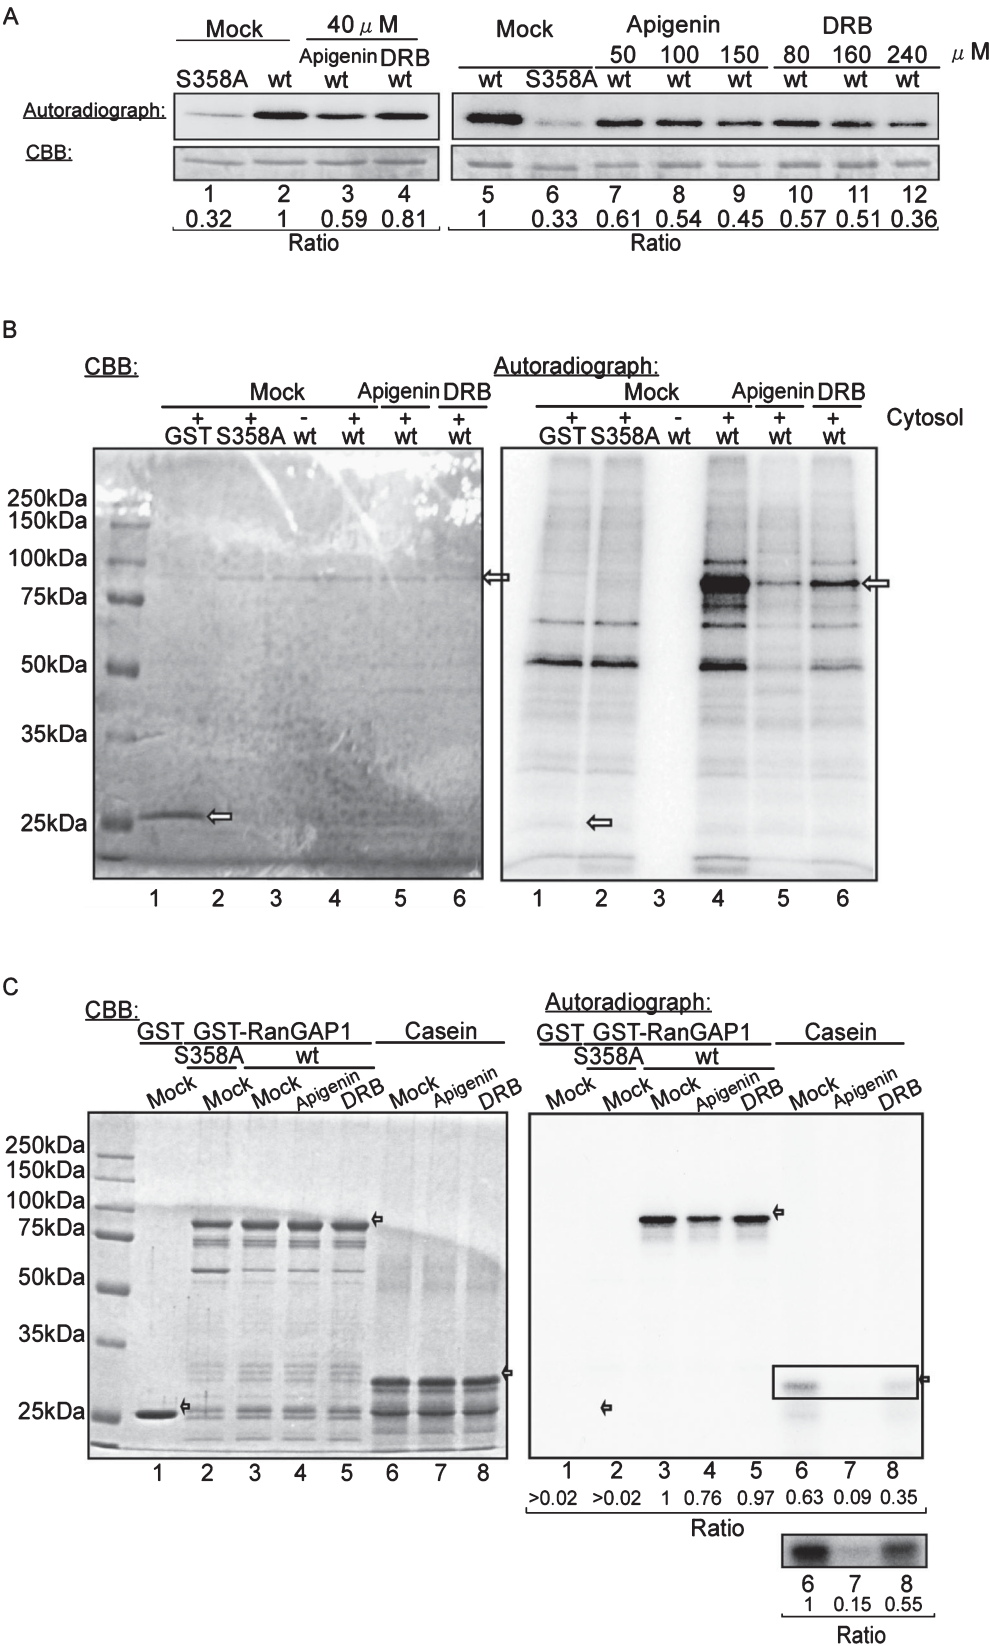 A
Mock 40 μ M
Apigenin DRB
S358A wt wt wt
Autoradiograph:
CBB:
1 2 3 4
0.32 1 0.59 0.81
Ratio
Mock Apigenin DRB
50 100 150 80 160 240 μ M
wt S358A wt wt wt wt wt wt
5 6 7 8 9 10 11 12
1 0.33 0.61 0.54 0.45 0.57 0.51 0.36
Ratio
B
CBB:
Mock Apigenin DRB
+ + - + + +
GST S358A wt wt wt wt
250kDa
150kDa
100kDa
75kDa
50kDa
35kDa
25kDa
1 2 3 4 5 6
Autoradiograph:
Mock Apigenin DRB
+ + - + + + Cytosol
GST S358A wt wt wt wt
1 2 3 4 5 6
C
CBB:
GST GST-RanGAP1 Casein
S358A wt
Mock Mock Mock Apigenin DRB Mock Apigenin DRB
250kDa
150kDa
100kDa
75kDa
50kDa
35kDa
25kDa
1 2 3 4 5 6 7 8
Autoradiograph:
GST GST-RanGAP1 Casein
S358A wt
Mock Mock Mock Apigenin DRB Mock Apigenin DRB
1 2 3 4 5 6 7 8
>0.02 >0.02 1 0.76 0.97 0.63 0.09 0.35
Ratio
6 7 8
1 0.15 0.55
Ratio